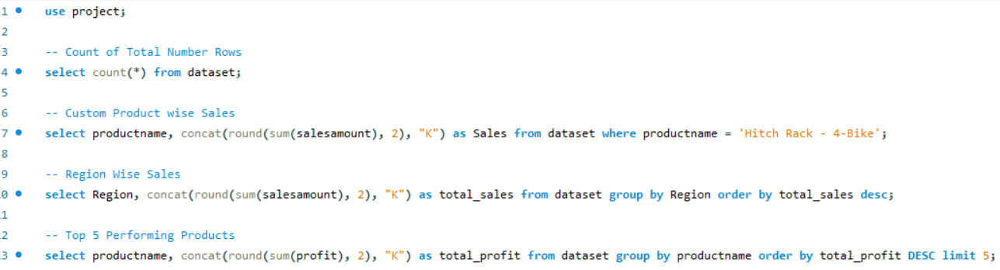 1 use project;
2
3 -- Count of Total Number Rows
4 select count(*) from dataset;
5
6 -- Custom Product wise Sales
7 select productname, concat(round(sum(salesamount), 2), "K") as Sales from dataset where productname = 'Hitch Rack - 4-Bike';
8
9 -- Region Wise Sales
0 select Region, concat(round(sum(salesamount), 2), "K") as total_sales from dataset group by Region order by total_sales desc;
1
2 -- Top 5 Performing Products
3 select productname, concat(round(sum(profit), 2), "K") as total_profit from dataset group by productname order by total_profit DESC limit 5;